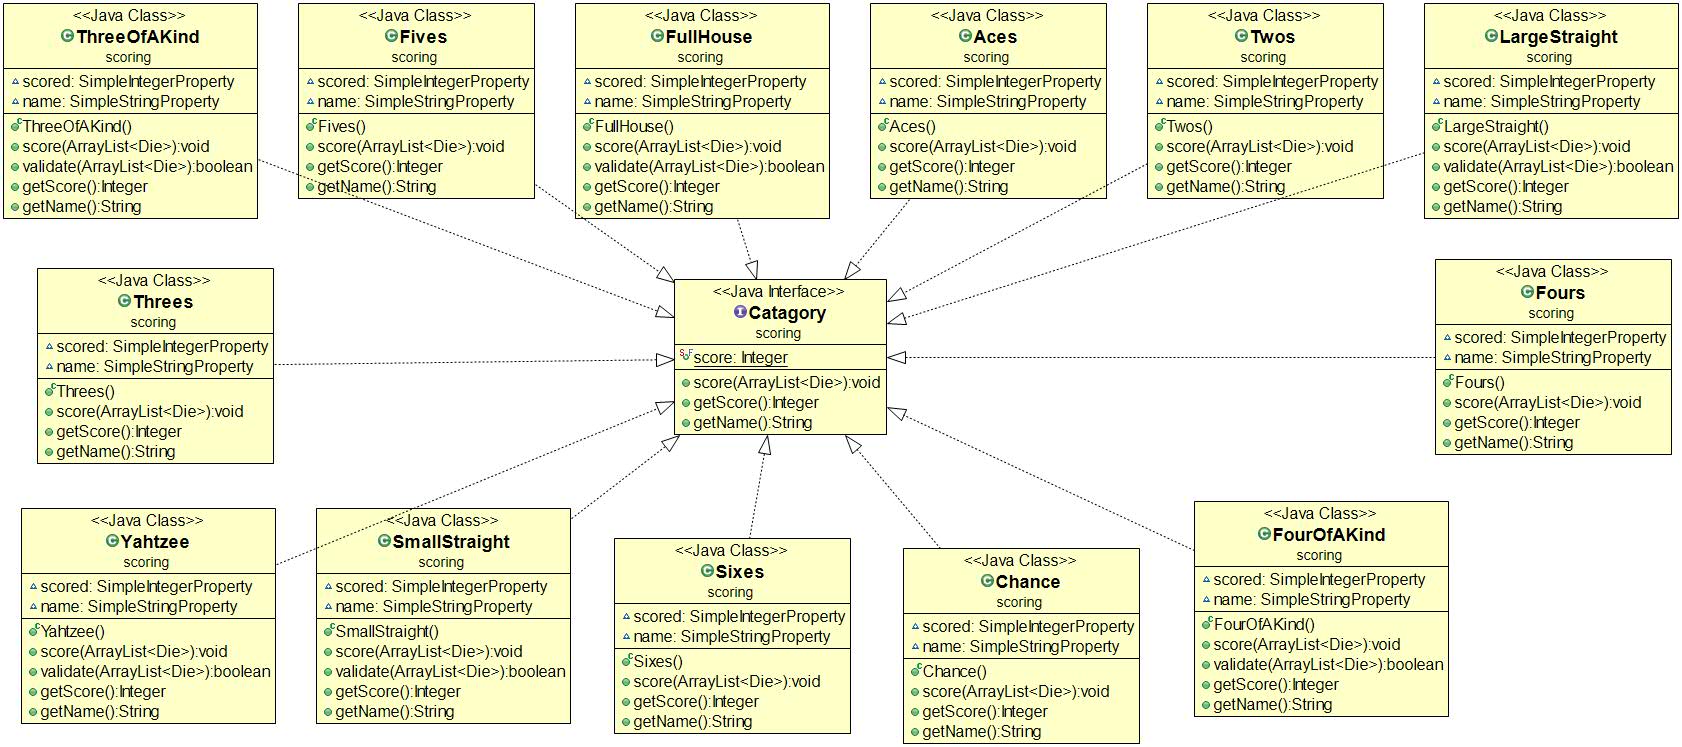 <<Java Class>>
ThreeOfAKind
scoring
scored: SimpleIntegerProperty
name: SimpleStringProperty
ThreeOfAKind()
score(ArrayList<Die>):void
validate(ArrayList<Die>):boolean
getScore():Integer
getName():String
<<Java Class>>
Fives
scoring
scored: SimpleIntegerProperty
name: SimpleStringProperty
Fives()
score(ArrayList<Die>):void
getScore():Integer
getName():String
<<Java Class>>
FullHouse
scoring
scored: SimpleIntegerProperty
name: SimpleStringProperty
FullHouse()
score(ArrayList<Die>):void
validate(ArrayList<Die>):boolean
getScore():Integer
getName():String
<<Java Class>>
Aces
scoring
scored: SimpleIntegerProperty
name: SimpleStringProperty
Aces()
score(ArrayList<Die>):void
getScore():Integer
getName():String
<<Java Class>>
Twos
scoring
scored: SimpleIntegerProperty
name: SimpleStringProperty
Twos()
score(ArrayList<Die>):void
getScore():Integer
getName():String
<<Java Class>>
LargeStraight
scoring
scored: SimpleIntegerProperty
name: SimpleStringProperty
LargeStraight()
score(ArrayList<Die>):void
validate(ArrayList<Die>):boolean
getScore():Integer
getName():String
<<Java Class>>
Threes
scoring
scored: SimpleIntegerProperty
name: SimpleStringProperty
Threes()
score(ArrayList<Die>):void
getScore():Integer
getName():String
<<Java Interface>>
Catagory
scoring
score: Integer
score(ArrayList<Die>):void
getScore():Integer
getName():String
<<Java Class>>
Fours
scoring
scored: SimpleIntegerProperty
name: SimpleStringProperty
Fours()
score(ArrayList<Die>):void
getScore():Integer
getName():String
<<Java Class>>
Yahtzee
scoring
scored: SimpleIntegerProperty
name: SimpleStringProperty
Yahtzee()
score(ArrayList<Die>):void
validate(ArrayList<Die>):boolean
getScore():Integer
getName():String
<<Java Class>>
SmallStraight
scoring
scored: SimpleIntegerProperty
name: SimpleStringProperty
SmallStraight()
score(ArrayList<Die>):void
validate(ArrayList<Die>):boolean
getScore():Integer
getName():String
<<Java Class>>
Sixes
scoring
scored: SimpleIntegerProperty
name: SimpleStringProperty
Sixes()
score(ArrayList<Die>):void
getScore():Integer
getName():String
<<Java Class>>
Chance
scoring
scored: SimpleIntegerProperty
name: SimpleStringProperty
Chance()
score(ArrayList<Die>):void
getScore():Integer
getName():String
<<Java Class>>
FourOfAKind
scoring
scored: SimpleIntegerProperty
name: SimpleStringProperty
FourOfAKind()
score(ArrayList<Die>):void
validate(ArrayList<Die>):boolean
getScore():Integer
getName():String